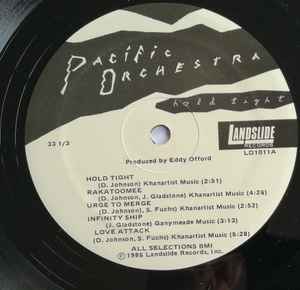 Pacific
Orchestra
hold tight
LANDSLIDE
RECORDS
LD1011A
33 1/3
Produced by Eddy Offord
HOLD TIGHT
(D. Johnson) Khanartist Music (2:51)
RAKATOOMEE
(D. Johnson, J. Gladstone) Khanartist Music (4:26)
URGE TO MERGE
(D. Johnson, S. Fuchs) Khanartist Music (2:52)
INFINITY SHIP
(J. Gladstone) Ganymeade Music (3:13)
LOVE ATTACK
(D. Johnson, S. Fuchs) Khanartist Music (5:28)
ALL SELECTIONS BMI
©1986 Landslide Records, Inc.